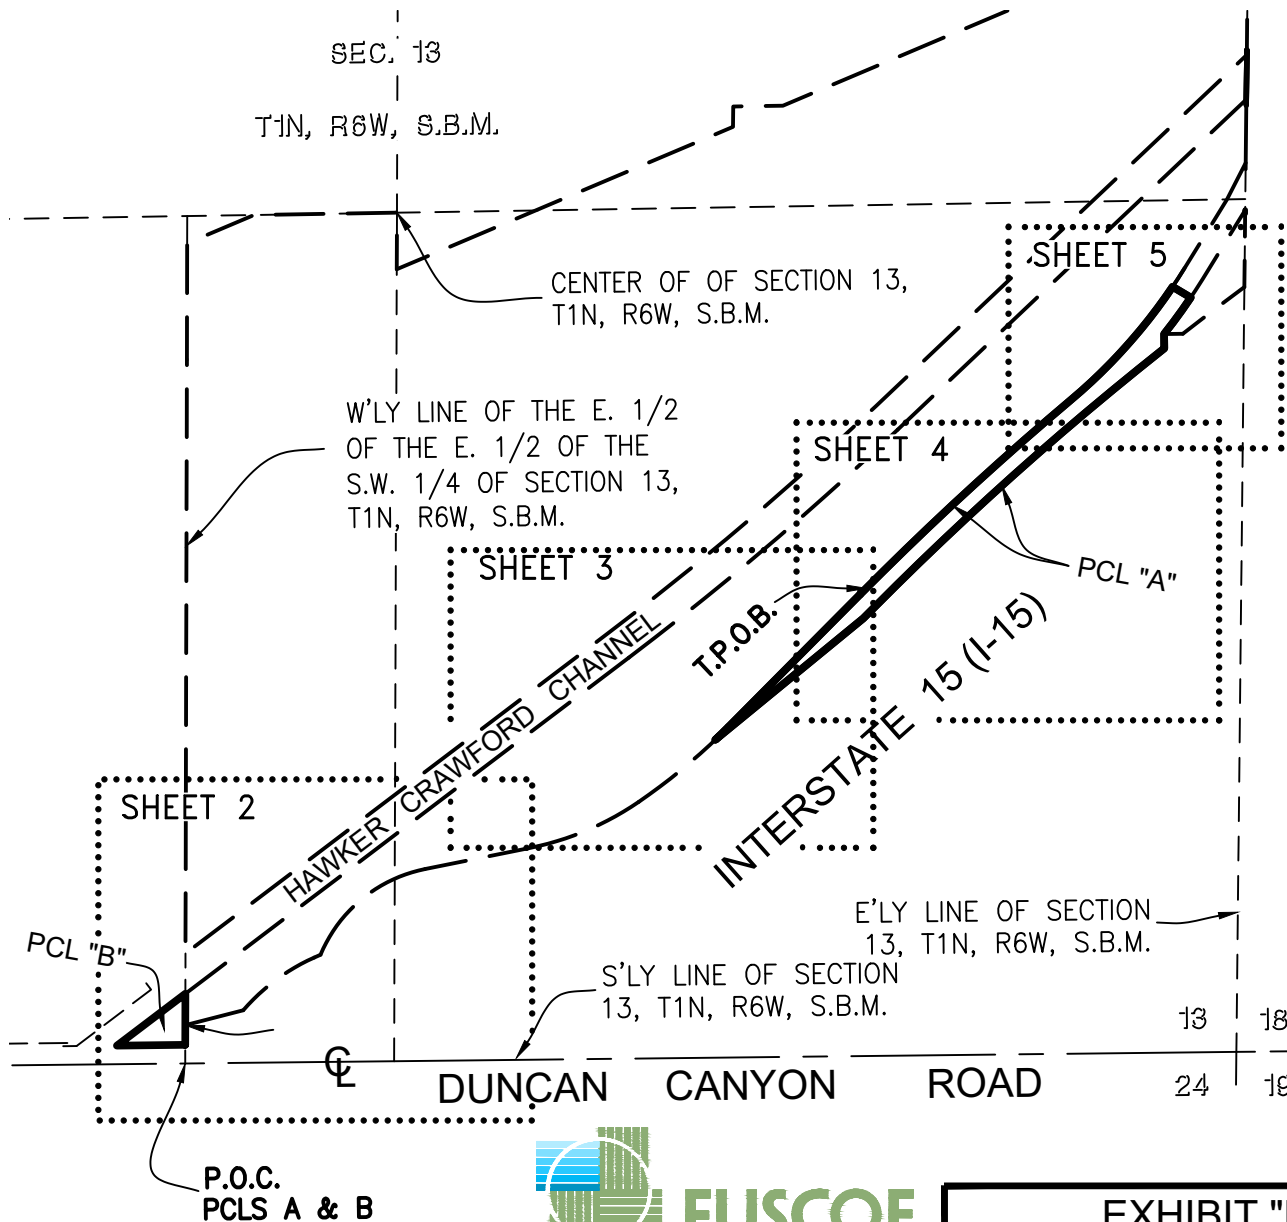 SEC. 13
T1N, R6W, S.B.M.
CENTER OF OF SECTION 13,
T1N, R6W, S.B.M.
SHEET 5
W'LY LINE OF THE E. 1/2
OF THE E. 1/2 OF THE
S.W. 1/4 OF SECTION 13,
T1N, R6W, S.B.M.
SHEET 4
SHEET 3
PCL "A"
T.P.O.B.
INTERSTATE 15 (I-15)
HAWKER CRAWFORD CHANNEL
SHEET 2
PCL "B"
E'LY LINE OF SECTION
13, T1N, R6W, S.B.M.
S'LY LINE OF SECTION
13, T1N, R6W, S.B.M.
13 18
℄
DUNCAN CANYON ROAD
24 19
P.O.C.
PCLS A & B
FUSCOE
EXHIBIT "